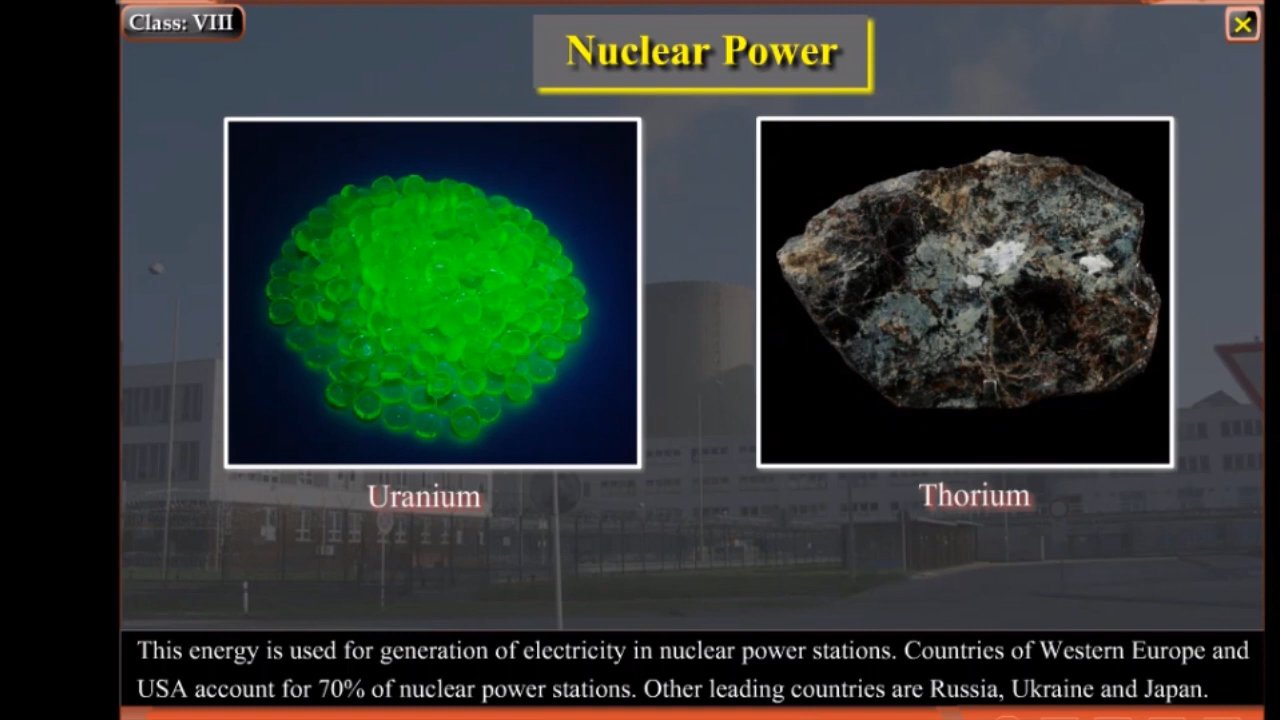 Class: VIII
Nuclear Power
Uranium
Thorium
This energy is used for generation of electricity in nuclear power stations. Countries of Western Europe and
USA account for 70% of nuclear power stations. Other leading countries are Russia, Ukraine and Japan.